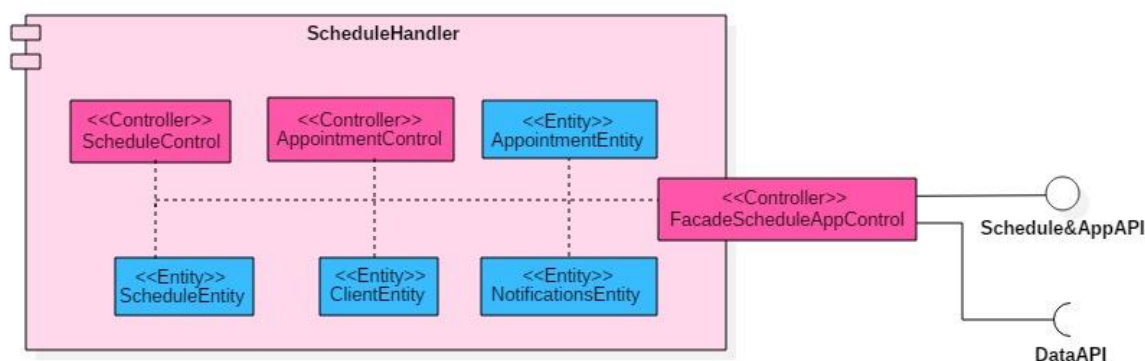 ScheduleHandler
<<Controller>>
ScheduleControl
<<Controller>>
AppointmentControl
<<Entity>>
AppointmentEntity
<<Controller>>
FacadeScheduleAppControl
Schedule&AppAPI
<<Entity>>
ScheduleEntity
<<Entity>>
ClientEntity
<<Entity>>
NotificationsEntity
DataAPI